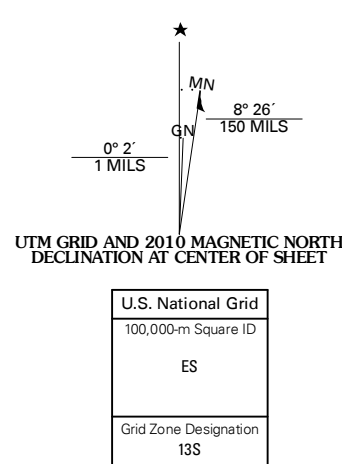 MN
8° 26´
150 MILS
GN
0° 2´
1 MILS
UTM GRID AND 2010 MAGNETIC NORTH
DECLINATION AT CENTER OF SHEET
U.S. National Grid
100,000-m Square ID
ES
Grid Zone Designation
13S